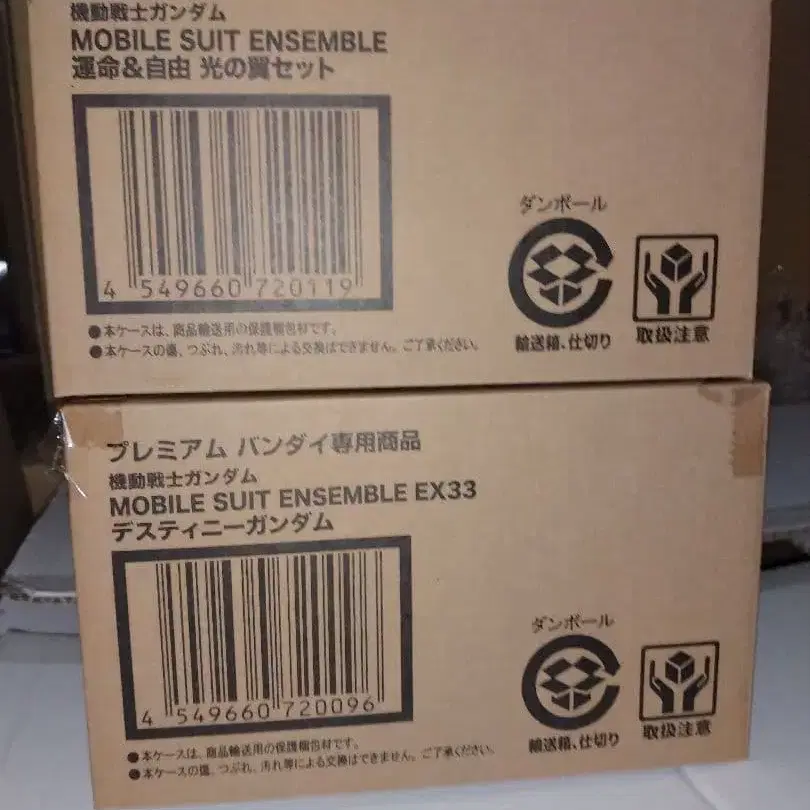 機動戦士ガンダム
MOBILE SUIT ENSEMBLE
運命&自由 光の翼セット
4 549660 720119
ダンボール
輸送箱、仕切り
取扱注意
●本ケースは、商品輸送用の保護梱包材です。
●本ケースの傷、つぶれ、汚れ等による交換はできません。ご了承ください。
プレミアム バンダイ専用商品
機動戦士ガンダム
MOBILE SUIT ENSEMBLE EX33
デスティニーガンダム
4 549660 720096
ダンボール
輸送箱、仕切り
取扱注意
●本ケースは、商品輸送用の保護梱包材です。
●本ケースの傷、つぶれ、汚れ等による交換はできません。ご了承ください。